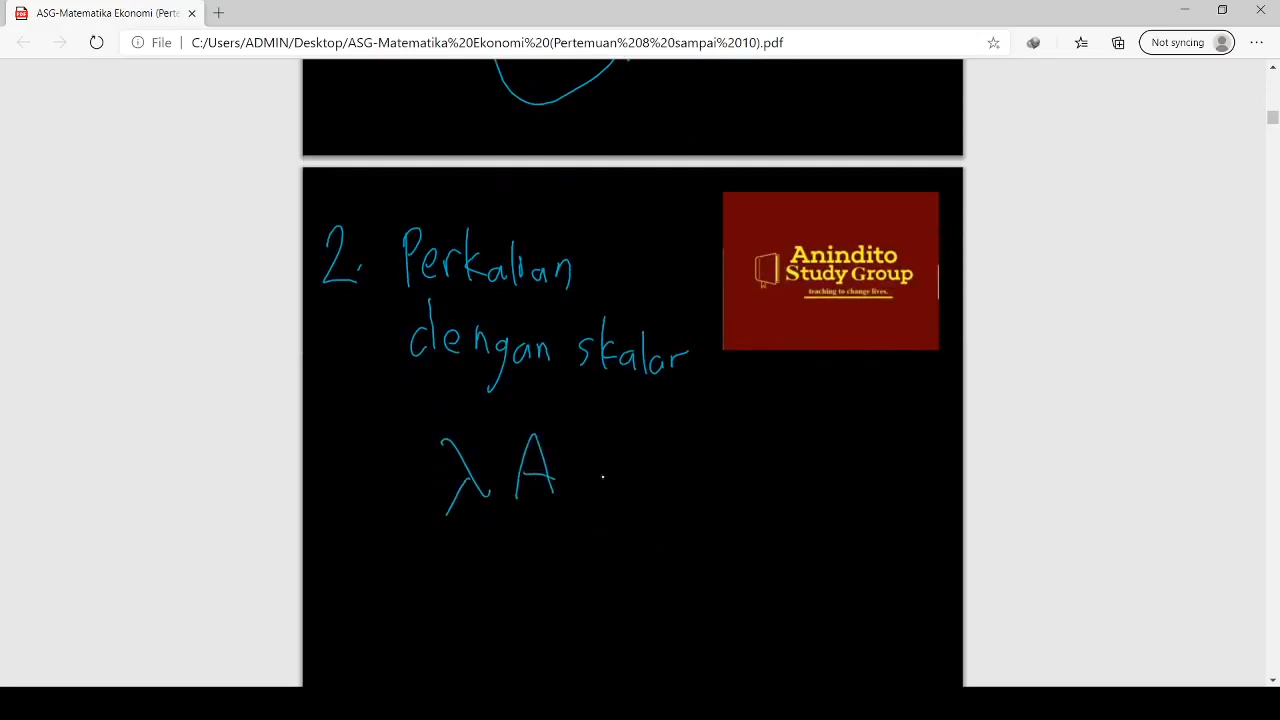 ASG-Matematika Ekonomi (Perte
File
C:/Users/ADMIN/Desktop/ASG-Matematika%20Ekonomi%20(Pertemuan%208%20sampai%2010).pdf
Not syncing
2. Perkalian
dengan skalar
λ A
Anindito
Study Group
teaching to change lives.